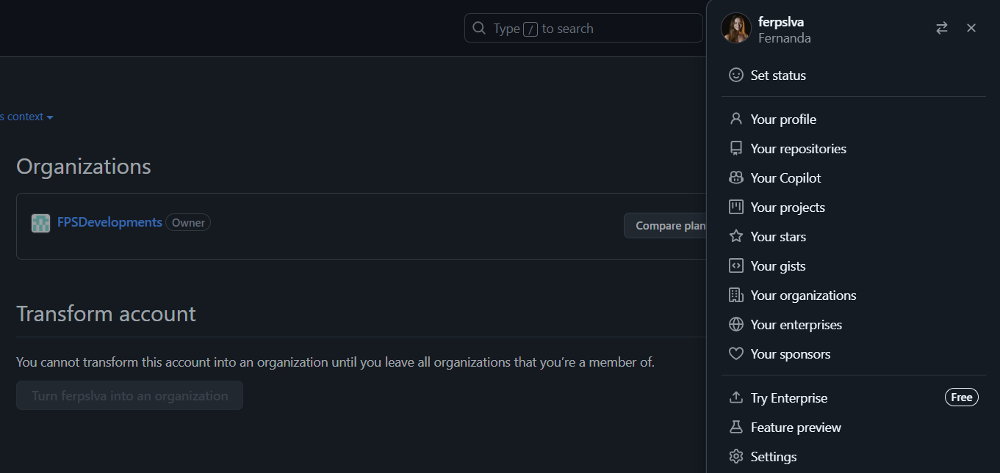 Type / to search
ferpslva
Fernanda
Set status
s context
Your profile
Your repositories
Organizations
Your Copilot
Your projects
FPSDevelopments Owner
Compare plan
Your stars
Your gists
Your organizations
Transform account
Your enterprises
Your sponsors
You cannot transform this account into an organization until you leave all organizations that you're a member of.
Turn ferpslva into an organization
Try Enterprise Free
Feature preview
Settings